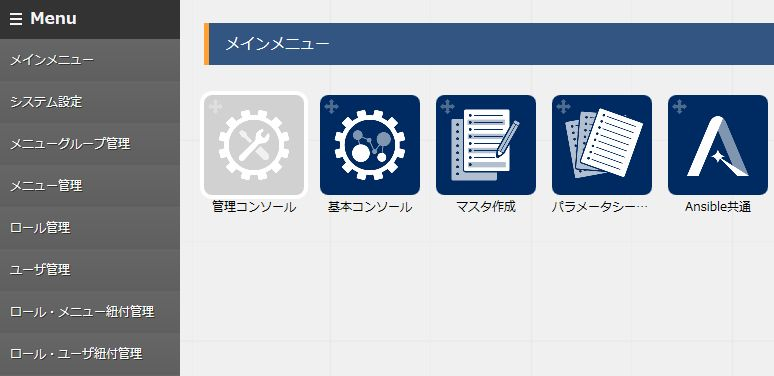 Menu
メインメニュー
システム設定
メニューグループ管理
メニュー管理
ロール管理
ユーザ管理
ロール・メニュー紐付管理
ロール・ユーザ紐付管理
メインメニュー
管理コンソール
基本コンソール
マスタ作成
パラメータシー…
Ansible共通